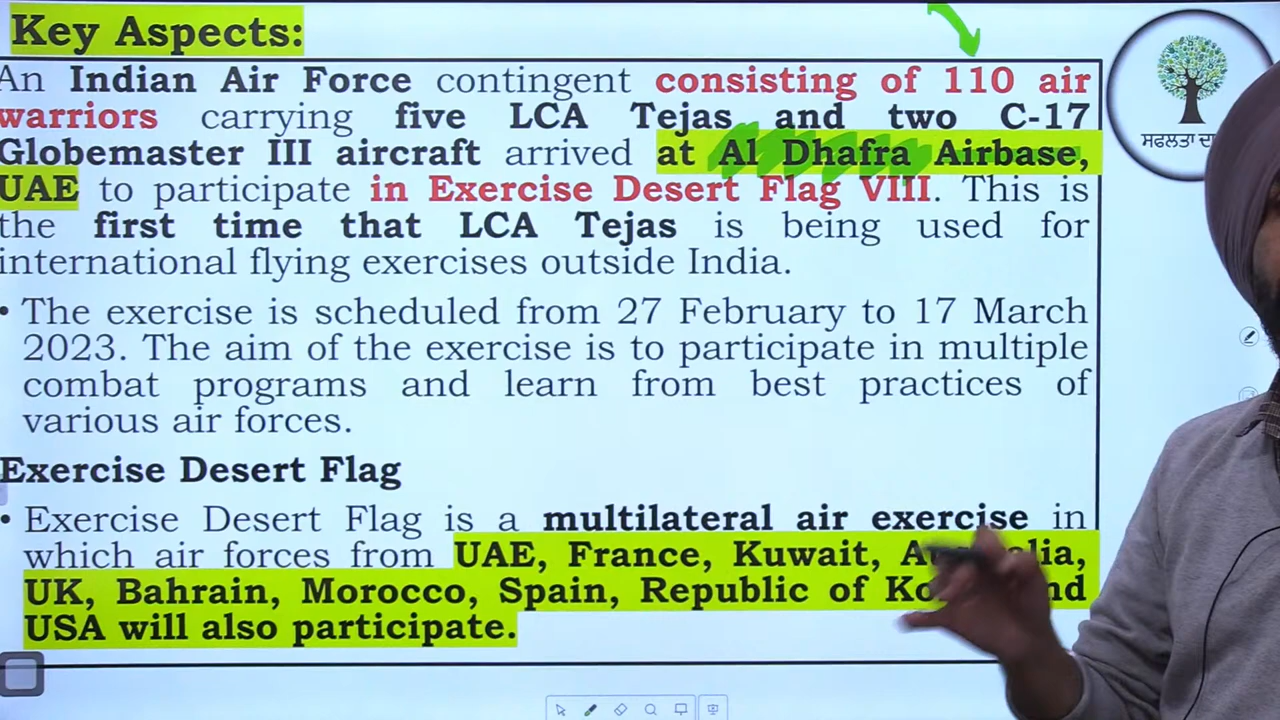 Key Aspects:
An Indian Air Force contingent consisting of 110 air
warriors carrying five LCA Tejas and two C-17
Globemaster III aircraft arrived at Al Dhafra Airbase,
UAE to participate in Exercise Desert Flag VIII. This is
the first time that LCA Tejas is being used for
international flying exercises outside India.
• The exercise is scheduled from 27 February to 17 March
2023. The aim of the exercise is to participate in multiple
combat programs and learn from best practices of
various air forces.
Exercise Desert Flag
• Exercise Desert Flag is a multilateral air exercise in
which air forces from UAE, France, Kuwait,
UK, Bahrain, Morocco, Spain, Republic of
USA will also participate.
ਸਫਲਤਾ ਦਾ